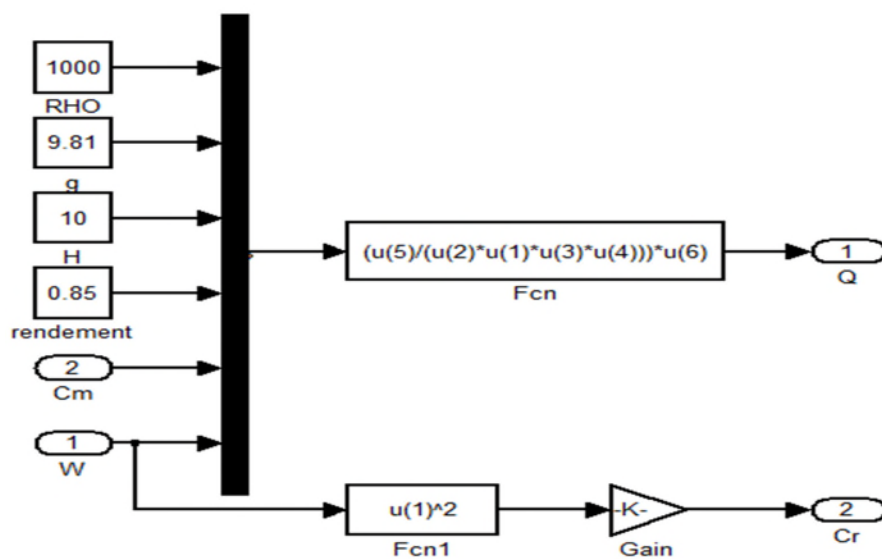 1000
RHO
9.81
g
10
H
0.85
rendement
2
Cm
1
W
(u(5)/(u(2)*u(1)*u(3)*u(4)))*u(6)
Fcn
1
Q
u(1)^2
Fcn1
-K-
Gain
2
Cr